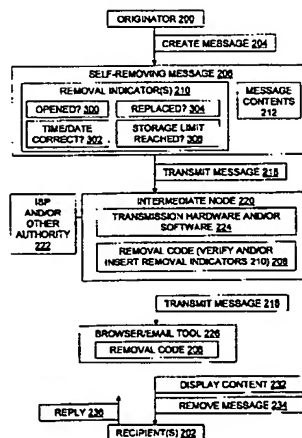 ORIGINATOR 200
CREATE MESSAGE 204
SELF-REMOVING MESSAGE 206
REMOVAL INDICATOR(S) 210
OPENED? 300
REPLACED? 304
TIME/DATE
CORRECT? 302
STORAGE LIMIT
REACHED? 306
MESSAGE
CONTENTS
212
TRANSMIT MESSAGE 218
ISP
AND/OR
OTHER
AUTHORITY
222
INTERMEDIATE NODE 220
TRANSMISSION HARDWARE AND/OR
SOFTWARE 224
REMOVAL CODE (VERIFY AND/OR
INSERT REMOVAL INDICATORS 210) 208
TRANSMIT MESSAGE 218
BROWSER/EMAIL TOOL 226
REMOVAL CODE 208
DISPLAY CONTENT 232
REMOVE MESSAGE 234
REPLY 236
RECIPIENT(S) 202